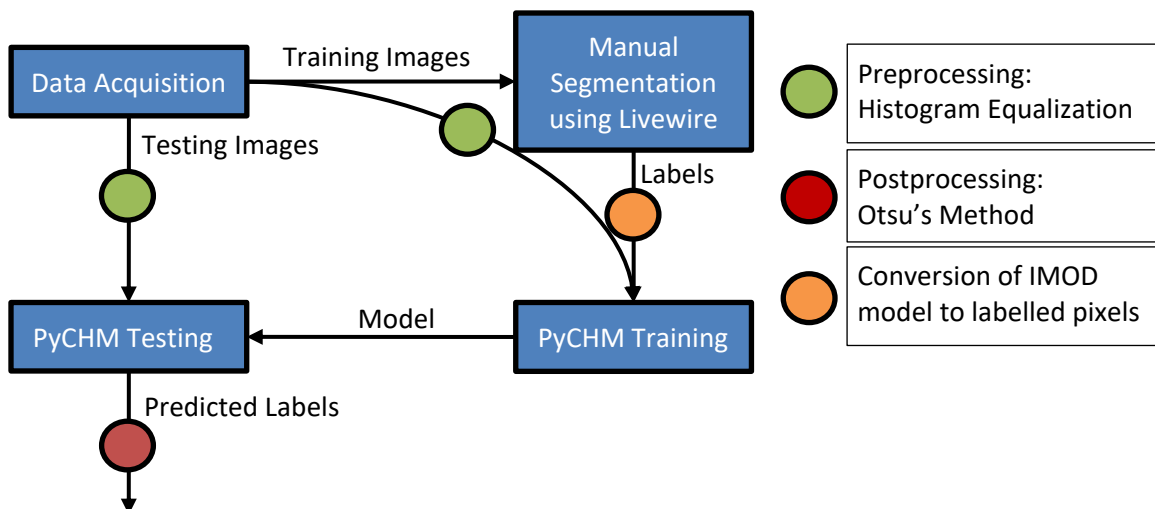 Data Acquisition
Training Images
Manual
Segmentation
using Livewire
Testing Images
Labels
PyCHM Testing
Model
PyCHM Training
Predicted Labels
Preprocessing:
Histogram Equalization
Postprocessing:
Otsu’s Method
Conversion of IMOD
model to labelled pixels